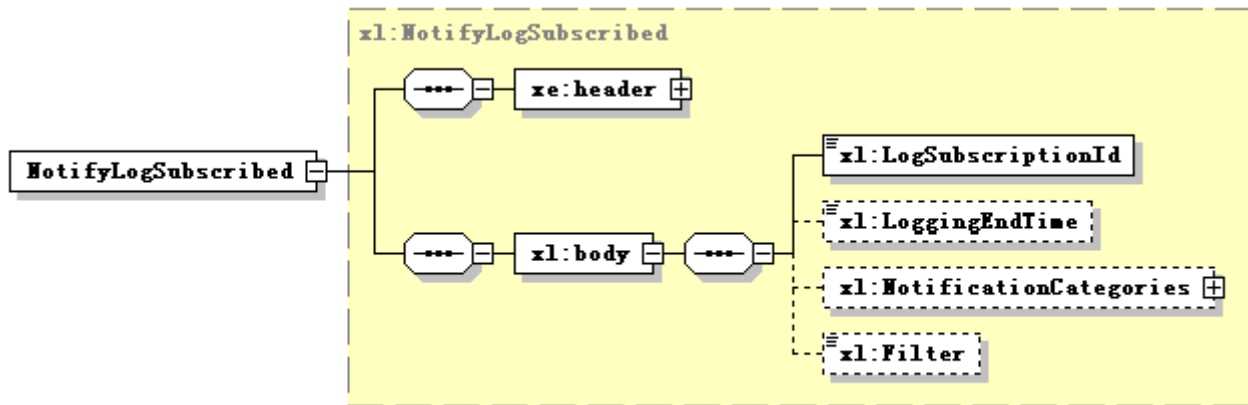 xl:NotifyLogSubscribed
xe:header
xl:LogSubscriptionId
NotifyLogSubscribed
xl:LoggingEndTime
xl:body
xl:NotificationCategories
xl:Filter